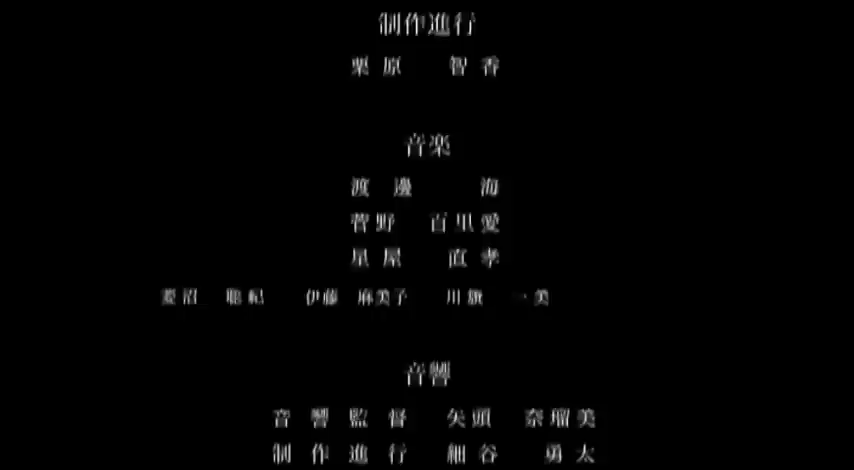 制作進行
栗原 智香
音楽
渡邊 海
菅野 百里愛
星屋 直孝
菱沼 聡紀 伊藤 麻美子 川旗 一美
音響
音響監督 矢頭 奈瑠美
制作進行 細谷 勇太